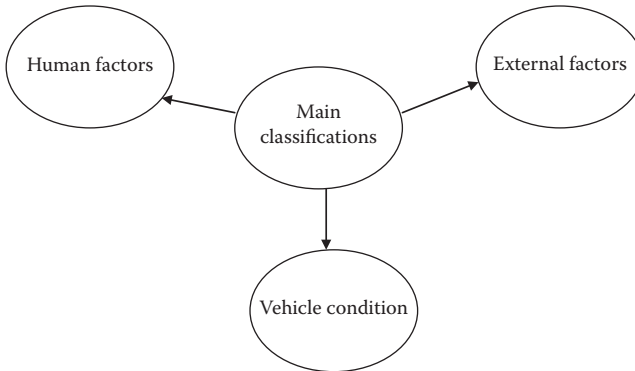 Human factors
External factors
Main
classifications
Vehicle condition